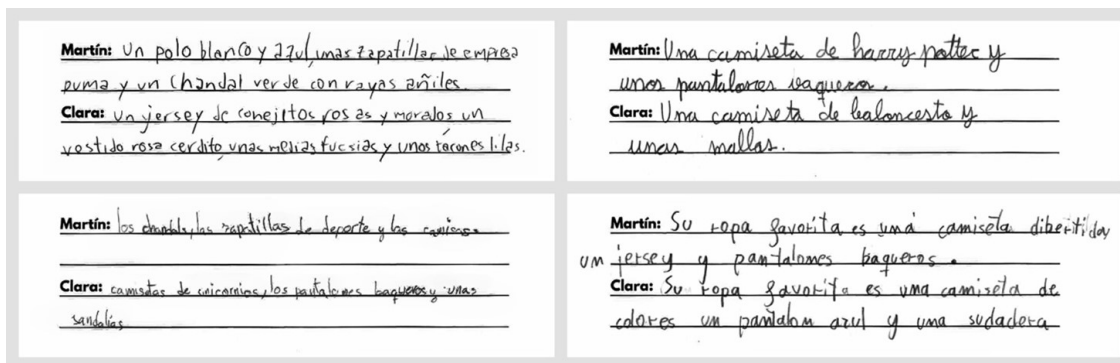 Martín: Un polo blanco y azul, unas zapatillas de empresa
puma y un chandal verde con rayas añiles.
Clara: Un jersey de conejitos rosas y moralos un
vestido rosa cerdito, unas medias fucsias y unos tacones lilas.
Martín: Una camiseta de harry potter y
unos pantalones vaqueros.
Clara: Una camiseta de baloncesto y
unas mallas.
Martín: los chandals, las zapatillas de deporte y las camisas.
Clara: camisetas de unicornios, los pantalones baqueros y unas
sandalias
Martín: Su ropa favorita es una camiseta dibertida y
un jersey y pantalones baqueros.
Clara: Su ropa favorita es una camiseta de
colores un pantalon azul y una sudadera